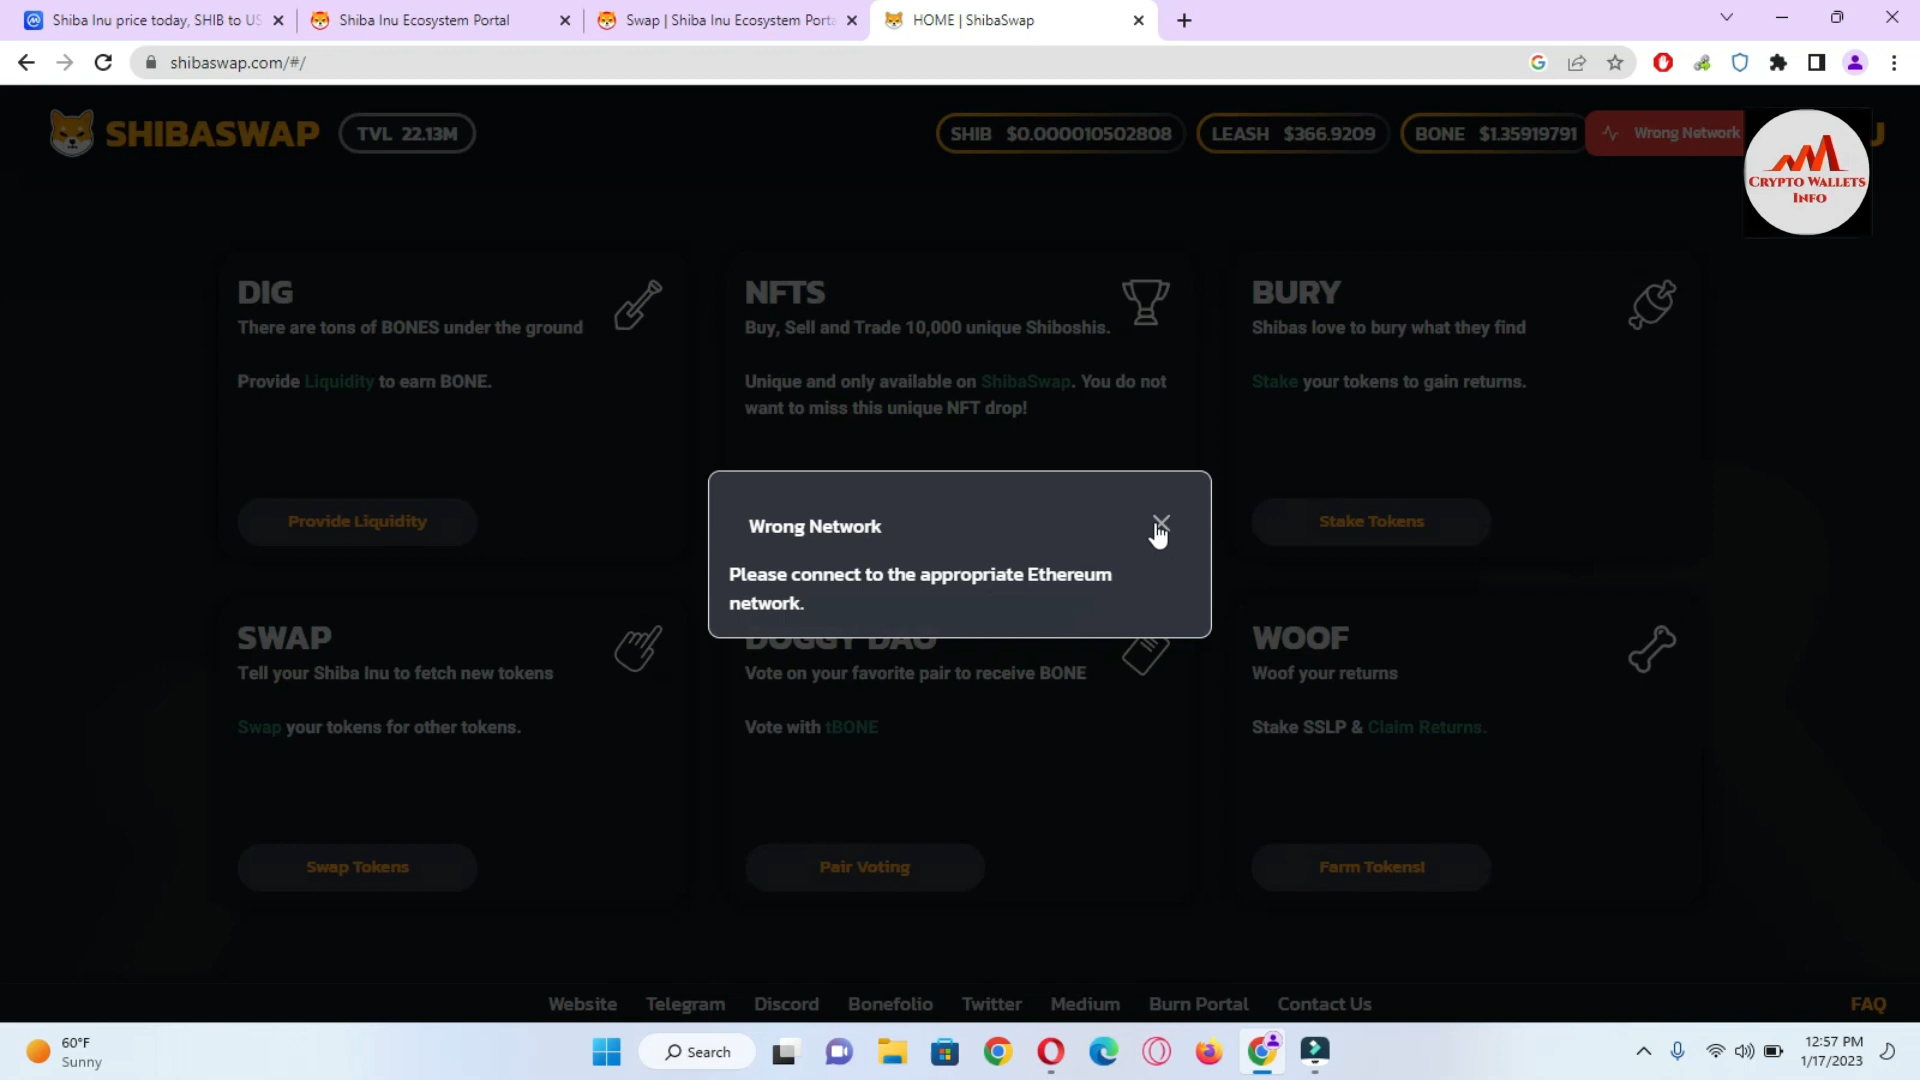 Shiba Inu price today, SHIB to US
Shiba Inu Ecosystem Portal
Swap | Shiba Inu Ecosystem Porta
HOME | ShibaSwap
shibaswap.com/#/
SHIBASWAP
TVL 22.13M
SHIB $0.000010502808
LEASH $366.9209
BONE $1.35919791
Wrong Network
CRYPTO WALLETS
INFO
DIG
There are tons of BONES under the ground
Provide Liquidity to earn BONE.
Provide Liquidity
NFTS
Buy, Sell and Trade 10,000 unique Shiboshis.
Unique and only available on ShibaSwap. You do not
want to miss this unique NFT drop!
BURY
Shibas love to bury what they find
Stake your tokens to gain returns.
Stake Tokens
Wrong Network
Please connect to the appropriate Ethereum
network.
SWAP
Tell your Shiba Inu to fetch new tokens
Swap your tokens for other tokens.
Swap Tokens
DOGGY DAO
Vote on your favorite pair to receive BONE
Vote with tBONE
Pair Voting
WOOF
Woof your returns
Stake SSLP & Claim Returns.
Farm Tokens!
Website Telegram Discord Bonefolio Twitter Medium Burn Portal Contact Us
FAQ
60°F
Sunny
Search
12:57 PM
1/17/2023